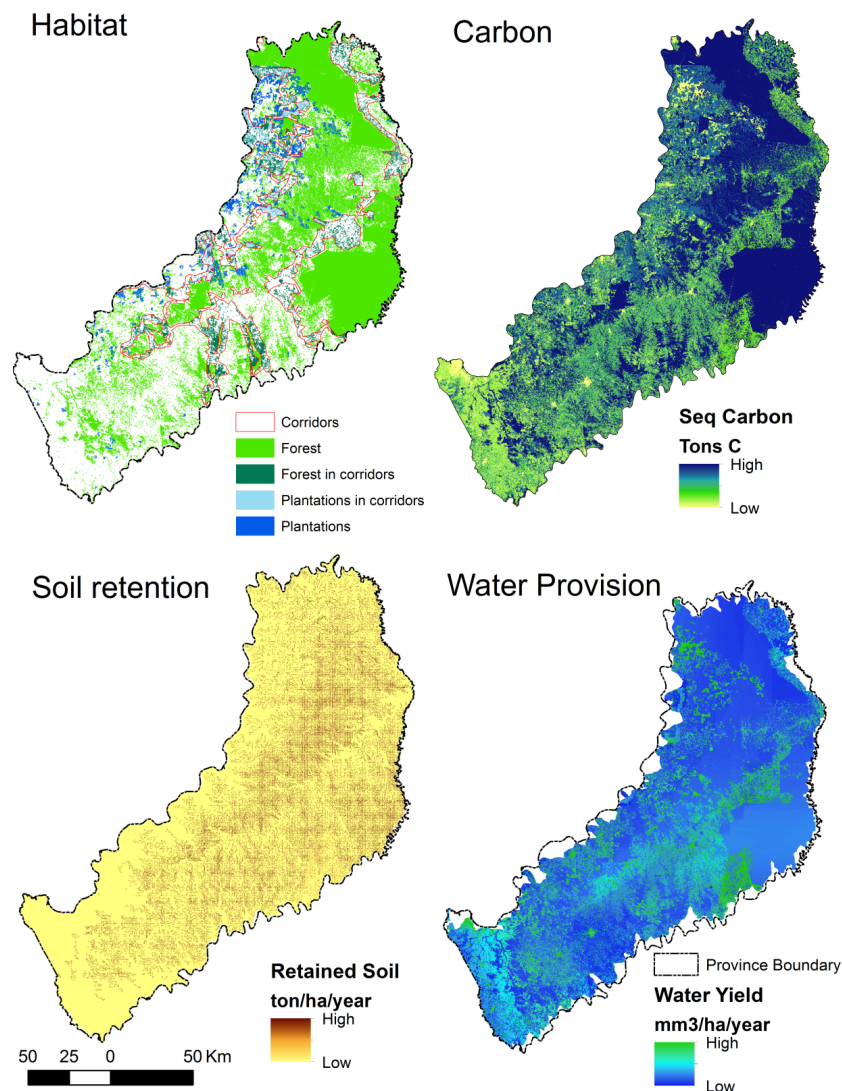 Habitat
Corridors
Forest
Forest in corridors
Plantations in corridors
Plantations
Carbon
Seq Carbon
Tons C
High
Low
Soil retention
Retained Soil
ton/ha/year
High
Low
50 25 0 50 Km
Water Provision
Province Boundary
Water Yield
mm3/ha/year
High
Low